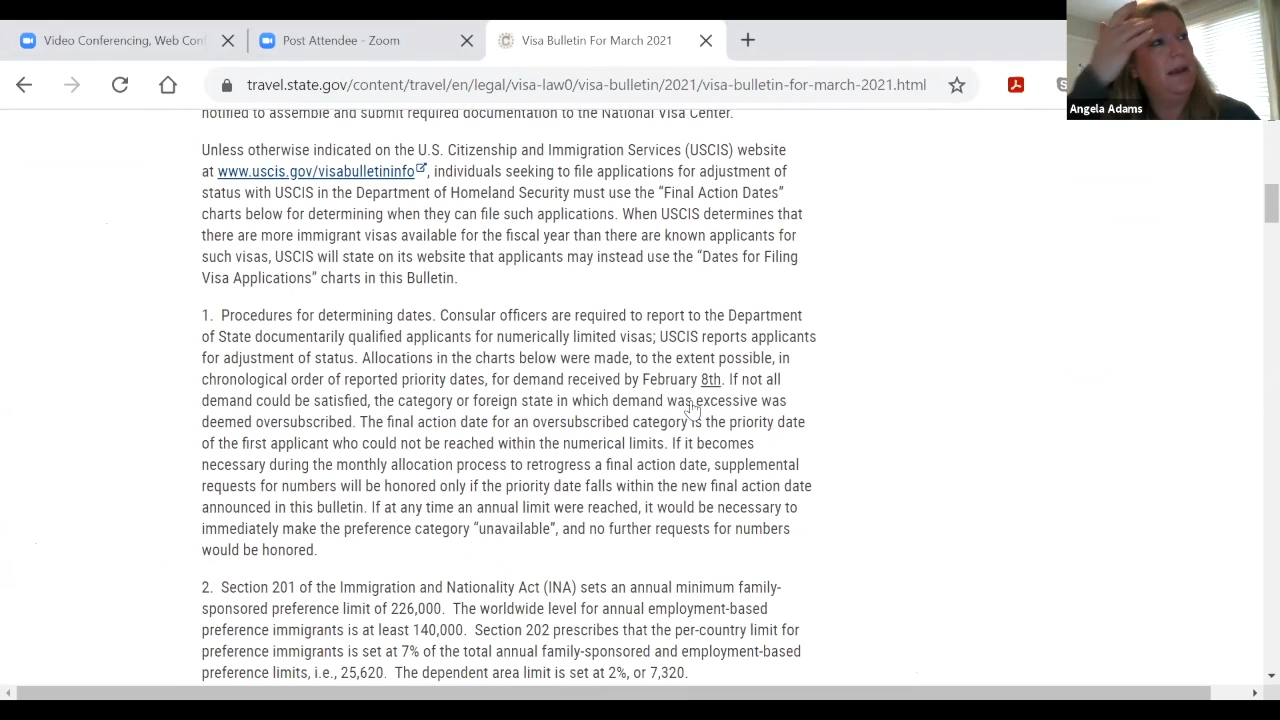 Video Conferencing, Web Con
Post Attendee - Zoom
Visa Bulletin For March 2021
travel.state.gov/content/travel/en/legal/visa-law0/visa-bulletin/2021/visa-bulletin-for-march-2021.html
Angela Adams
notified to assemble and submit required documentation to the National Visa Center.
Unless otherwise indicated on the U.S. Citizenship and Immigration Services (USCIS) website
at www.uscis.gov/visabulletininfo, individuals seeking to file applications for adjustment of
status with USCIS in the Department of Homeland Security must use the “Final Action Dates”
charts below for determining when they can file such applications. When USCIS determines that
there are more immigrant visas available for the fiscal year than there are known applicants for
such visas, USCIS will state on its website that applicants may instead use the “Dates for Filing
Visa Applications” charts in this Bulletin.
1. Procedures for determining dates. Consular officers are required to report to the Department
of State documentarily qualified applicants for numerically limited visas; USCIS reports applicants
for adjustment of status. Allocations in the charts below were made, to the extent possible, in
chronological order of reported priority dates, for demand received by February 8th. If not all
demand could be satisfied, the category or foreign state in which demand was excessive was
deemed oversubscribed. The final action date for an oversubscribed category is the priority date
of the first applicant who could not be reached within the numerical limits. If it becomes
necessary during the monthly allocation process to retrogress a final action date, supplemental
requests for numbers will be honored only if the priority date falls within the new final action date
announced in this bulletin. If at any time an annual limit were reached, it would be necessary to
immediately make the preference category “unavailable”, and no further requests for numbers
would be honored.
2. Section 201 of the Immigration and Nationality Act (INA) sets an annual minimum family-
sponsored preference limit of 226,000. The worldwide level for annual employment-based
preference immigrants is at least 140,000. Section 202 prescribes that the per-country limit for
preference immigrants is set at 7% of the total annual family-sponsored and employment-based
preference limits, i.e., 25,620. The dependent area limit is set at 2%, or 7,320.